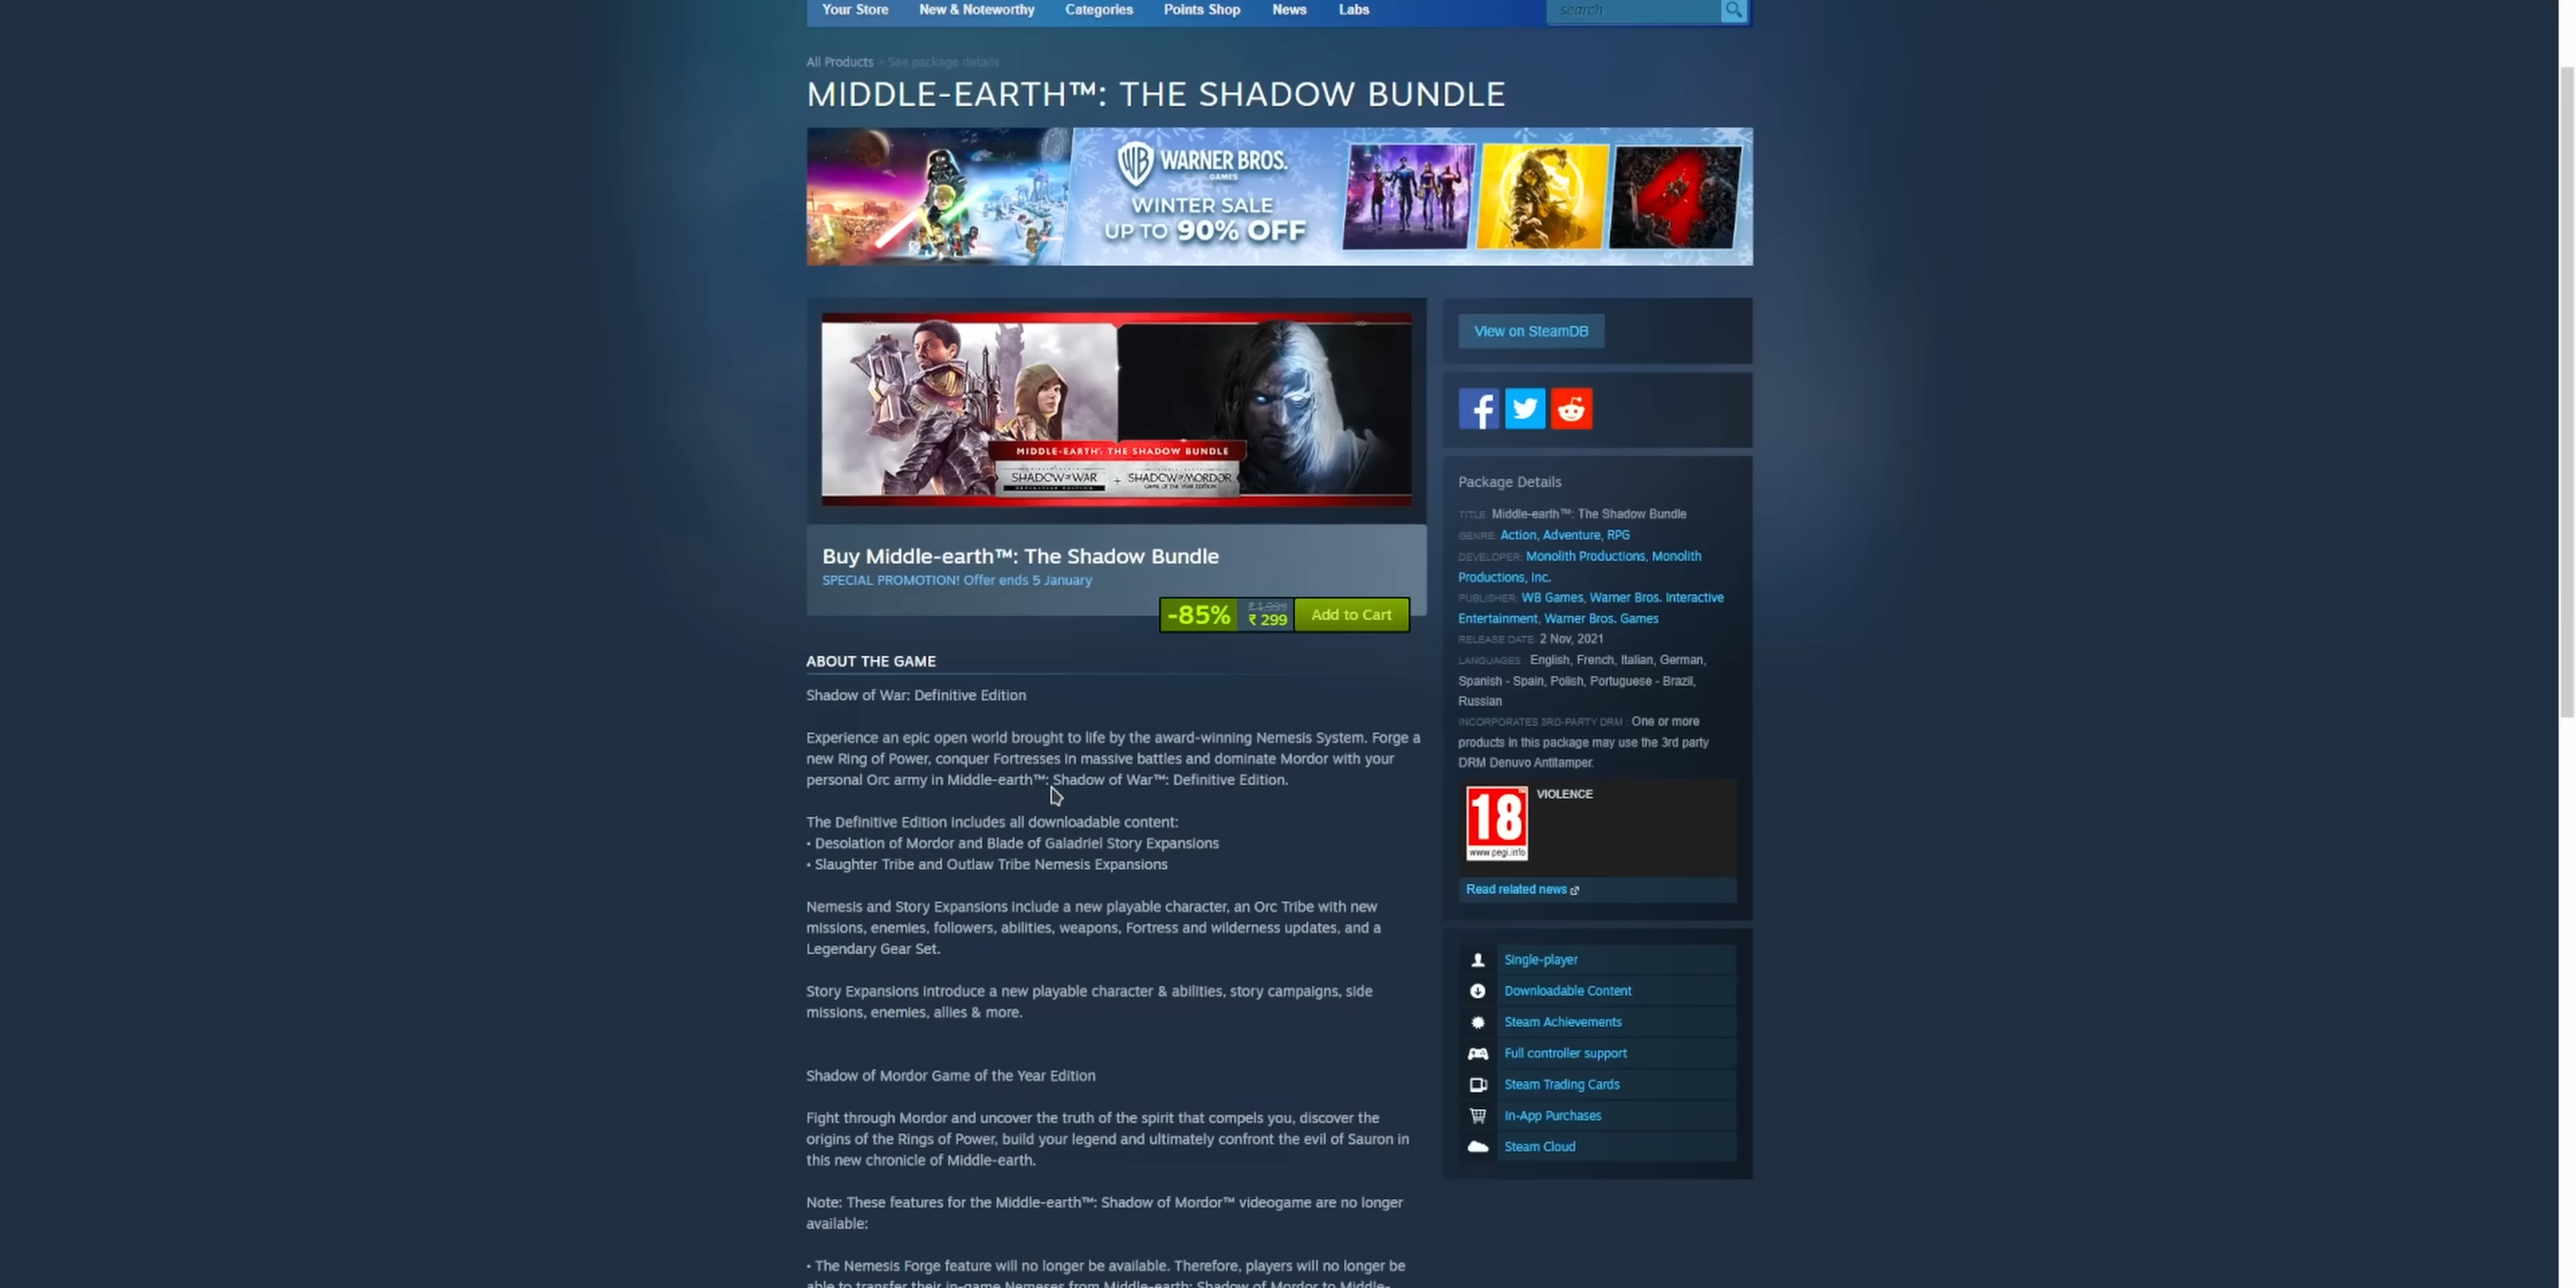 Your Store New & Noteworthy Categories Points Shop News Labs search
All Products > See package details
MIDDLE-EARTH™: THE SHADOW BUNDLE
WB WARNER BROS.
GAMES
WINTER SALE
UP TO 90% OFF
4
View on SteamDB
MIDDLE-EARTH: THE SHADOW BUNDLE
SHADOW OF WAR + SHADOW OF MORDOR
DEFINITIVE EDITION GAME OF THE YEAR EDITION
Buy Middle-earth™: The Shadow Bundle
SPECIAL PROMOTION! Offer ends 5 January
-85% ₹ 299 Add to Cart
ABOUT THE GAME
Shadow of War: Definitive Edition
Experience an epic open world brought to life by the award-winning Nemesis System. Forge a
new Ring of Power, conquer Fortresses in massive battles and dominate Mordor with your
personal Orc army in Middle-earth™: Shadow of War™: Definitive Edition.
The Definitive Edition includes all downloadable content:
• Desolation of Mordor and Blade of Galadriel Story Expansions
• Slaughter Tribe and Outlaw Tribe Nemesis Expansions
Nemesis and Story Expansions include a new playable character, an Orc Tribe with new
missions, enemies, followers, abilities, weapons, Fortress and wilderness updates, and a
Legendary Gear Set.
Story Expansions introduce a new playable character & abilities, story campaigns, side
missions, enemies, allies & more.
Shadow of Mordor Game of the Year Edition
Fight through Mordor and uncover the truth of the spirit that compels you, discover the
origins of the Rings of Power, build your legend and ultimately confront the evil of Sauron in
this new chronicle of Middle-earth.
Note: These features for the Middle-earth™: Shadow of Mordor™ videogame are no longer
available:
• The Nemesis Forge feature will no longer be available. Therefore, players will no longer be
able to transfer their in-game Nemeses from Middle-earth: Shadow of Mordor to Middle-
Package Details
TITLE: Middle-earth™: The Shadow Bundle
GENRE: Action, Adventure, RPG
DEVELOPER: Monolith Productions, Monolith
Productions, Inc.
PUBLISHER: WB Games, Warner Bros. Interactive
Entertainment, Warner Bros. Games
RELEASE DATE: 2 Nov, 2021
LANGUAGES : English, French, Italian, German,
Spanish - Spain, Polish, Portuguese - Brazil,
Russian
INCORPORATES 3RD-PARTY DRM : One or more
products in this package may use the 3rd party
DRM Denuvo Antitamper.
18 VIOLENCE
www.pegi.info
Read related news
Single-player
Downloadable Content
Steam Achievements
Full controller support
Steam Trading Cards
In-App Purchases
Steam Cloud